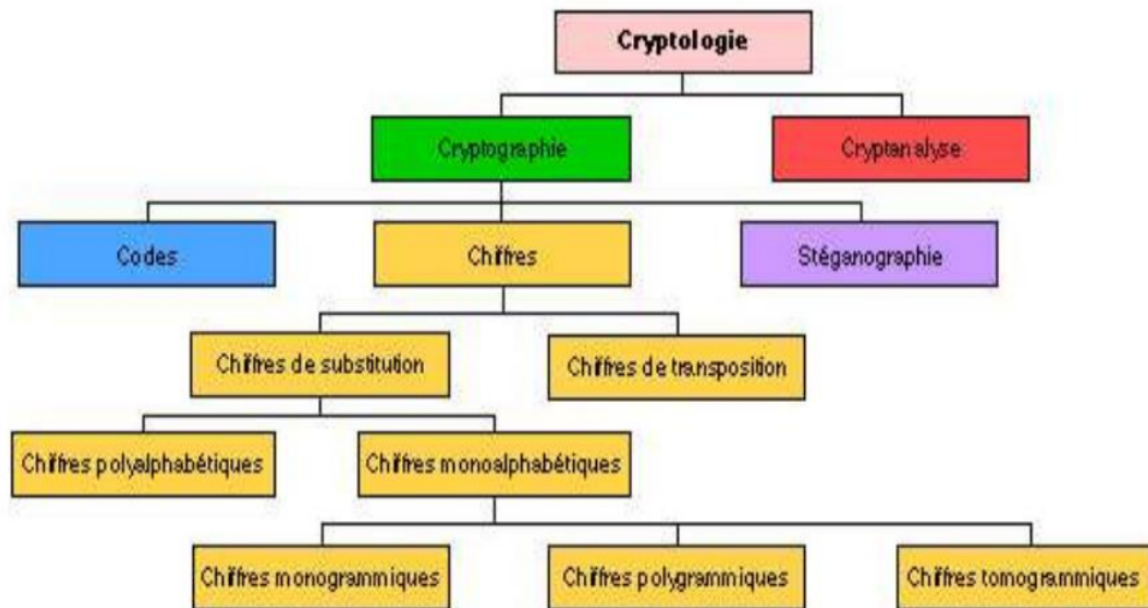 Cryptologie
Cryptographie
Cryptanalyse
Codes
Chiffres
Stéganographie
Chiffres de substitution
Chiffres de transposition
Chiffres polyalphabétiques
Chiffres monoalphabétiques
Chiffres monogrammiques
Chiffres polygrammiques
Chiffres tomogrammiques